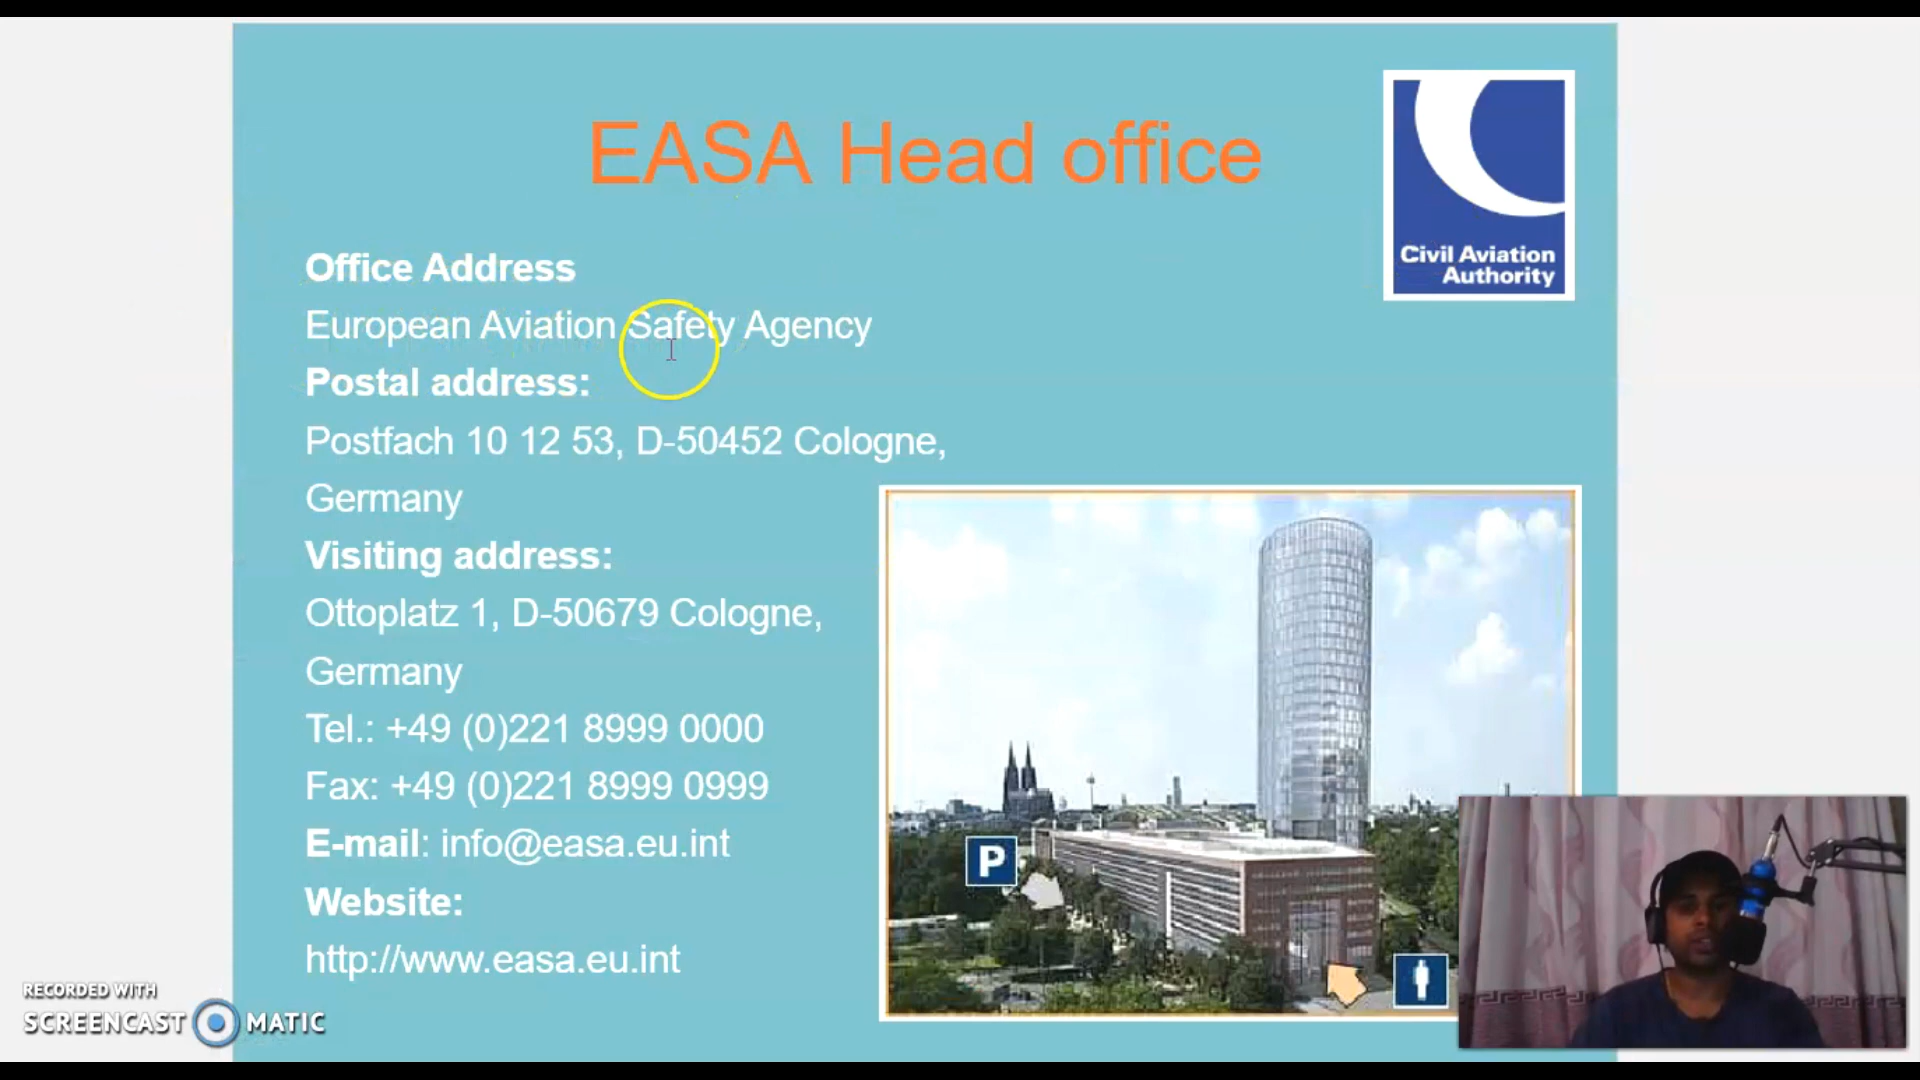 EASA Head office
Civil Aviation
Authority
Office Address
European Aviation Safety Agency
Postal address:
Postfach 10 12 53, D-50452 Cologne,
Germany
Visiting address:
Ottoplatz 1, D-50679 Cologne,
Germany
Tel.: +49 (0)221 8999 0000
Fax: +49 (0)221 8999 0999
E-mail: info@easa.eu.int
Website:
http://www.easa.eu.int
P
RECORDED WITH
SCREENCAST MATIC